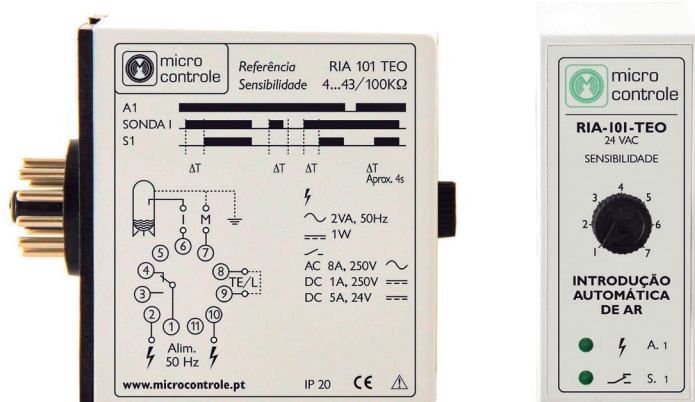 micro
controle
Referência RIA 101 TEO
Sensibilidade 4...43/100KΩ
A1
SONDA I
S1
ΔT ΔT ΔT ΔT
Aprox. 4s
I M
2VA, 50Hz
1W
AC 8A, 250V
DC 1A, 250V
DC 5A, 24V
6 7
5
4 8
TE/L
3 9
2 1 11 10
Alim.
50 Hz
www.microcontrole.pt IP 20 CE
micro
controle
RIA-101-TEO
24 VAC
SENSIBILIDADE
1 2 3 4 5 6 7
INTRODUÇÃO
AUTOMÁTICA
DE AR
A. 1
S. 1